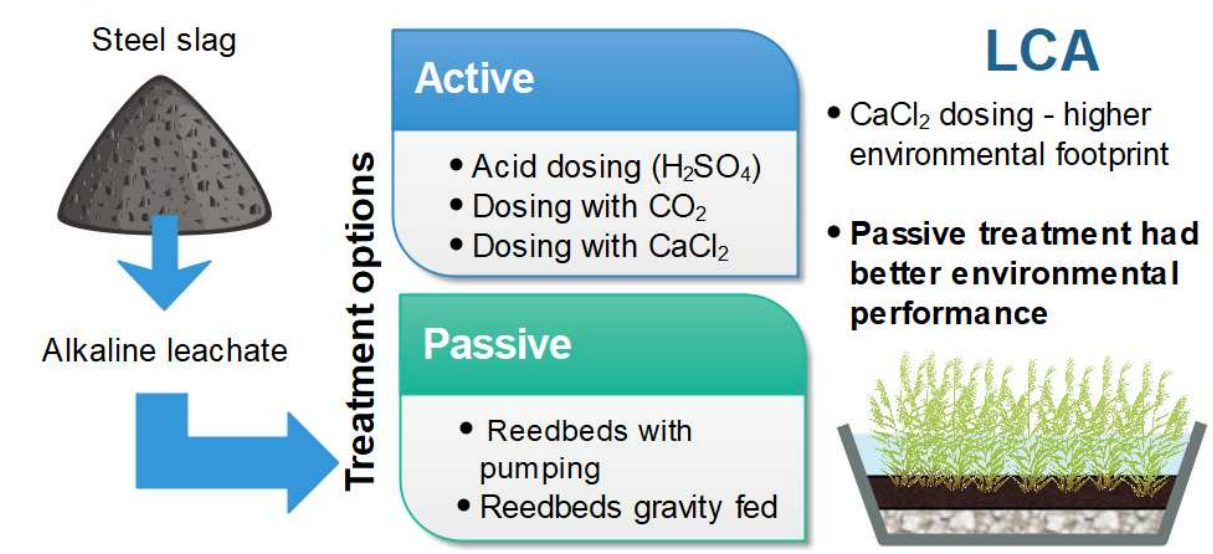 Steel slag
Alkaline leachate
Treatment options
Active
• Acid dosing (H₂SO₄)
• Dosing with CO₂
• Dosing with CaCl₂
Passive
• Reedbeds with
pumping
• Reedbeds gravity fed
LCA
• CaCl₂ dosing - higher
environmental footprint
• Passive treatment had
better environmental
performance